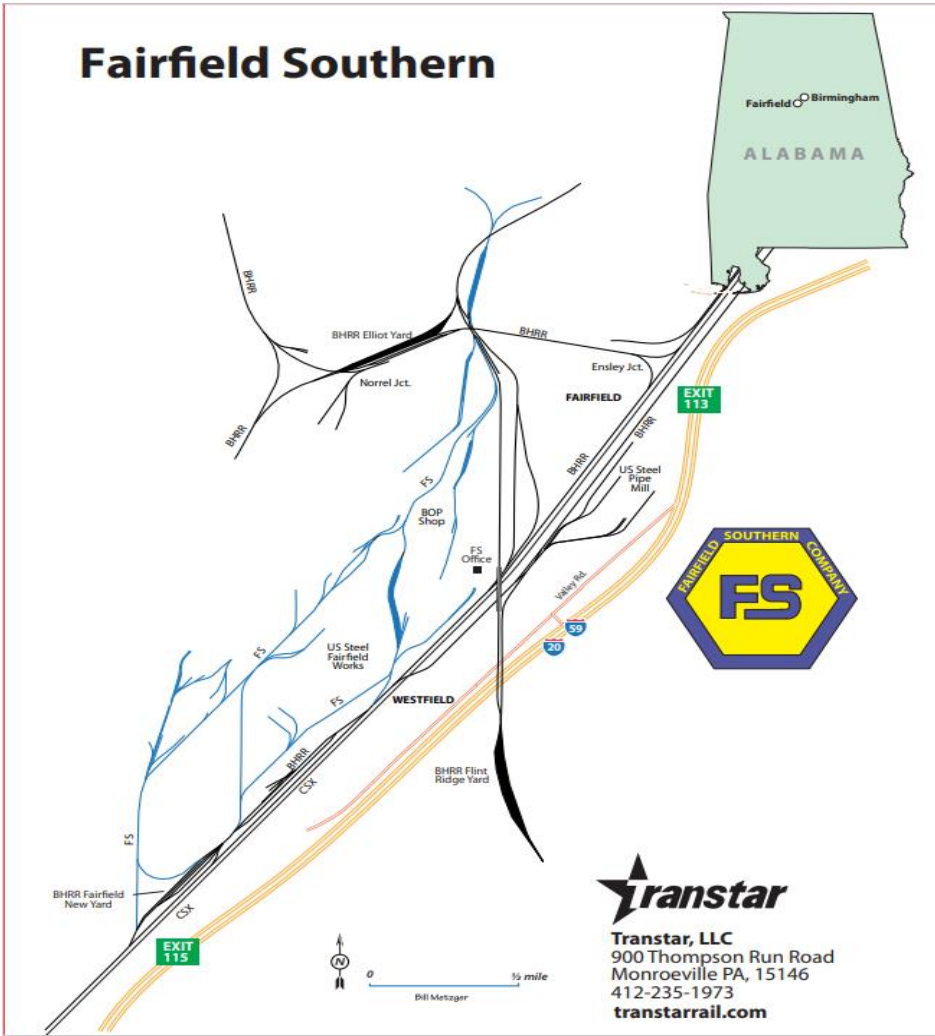 Fairfield Southern
Fairfield
Birmingham
ALABAMA
BHRR
BHRR Elliot Yard
BHRR
Norrel Jct.
Ensley Jct.
FAIRFIELD
EXIT
113
BHRR
BHRR
BHRR
US Steel
Pipe
Mill
FS
BOP
Shop
FS
Office
FAIRFIELD
SOUTHERN
COMPANY
FS
Valley Rd.
59
20
US Steel
Fairfield
Works
FS
FS
WESTFIELD
BHRR
CSX
BHRR Flint
Ridge Yard
FS
BHRR Fairfield
New Yard
CSX
EXIT
115
N
0
½ mile
Bill Metzger
Transtar
Transtar, LLC
900 Thompson Run Road
Monroeville PA, 15146
412-235-1973
transtarrail.com